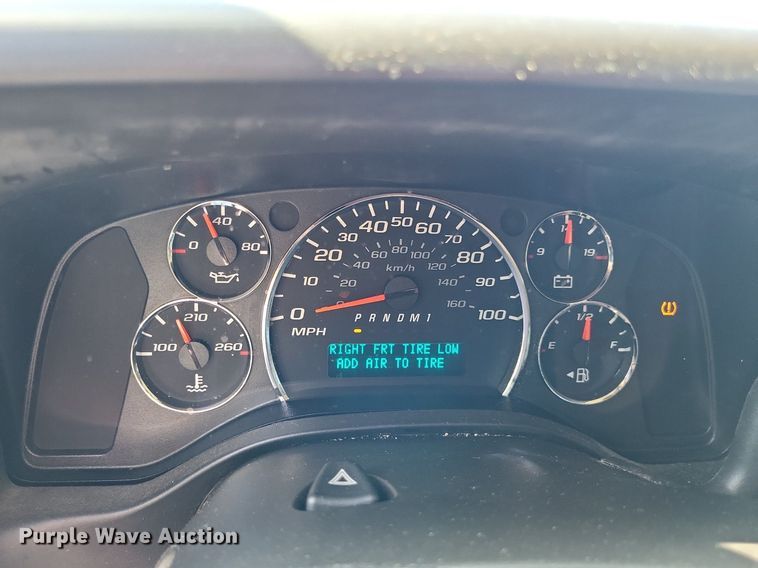 40
0 80
14
9 19
210
100 260
0 10 20 30 40 50 60 70 80 90 100
0 20 40 60 80 100 120 140 160
km/h
MPH
PRNDM1
RIGHT FRT TIRE LOW
ADD AIR TO TIRE
1/2
E F
Purple Wave Auction